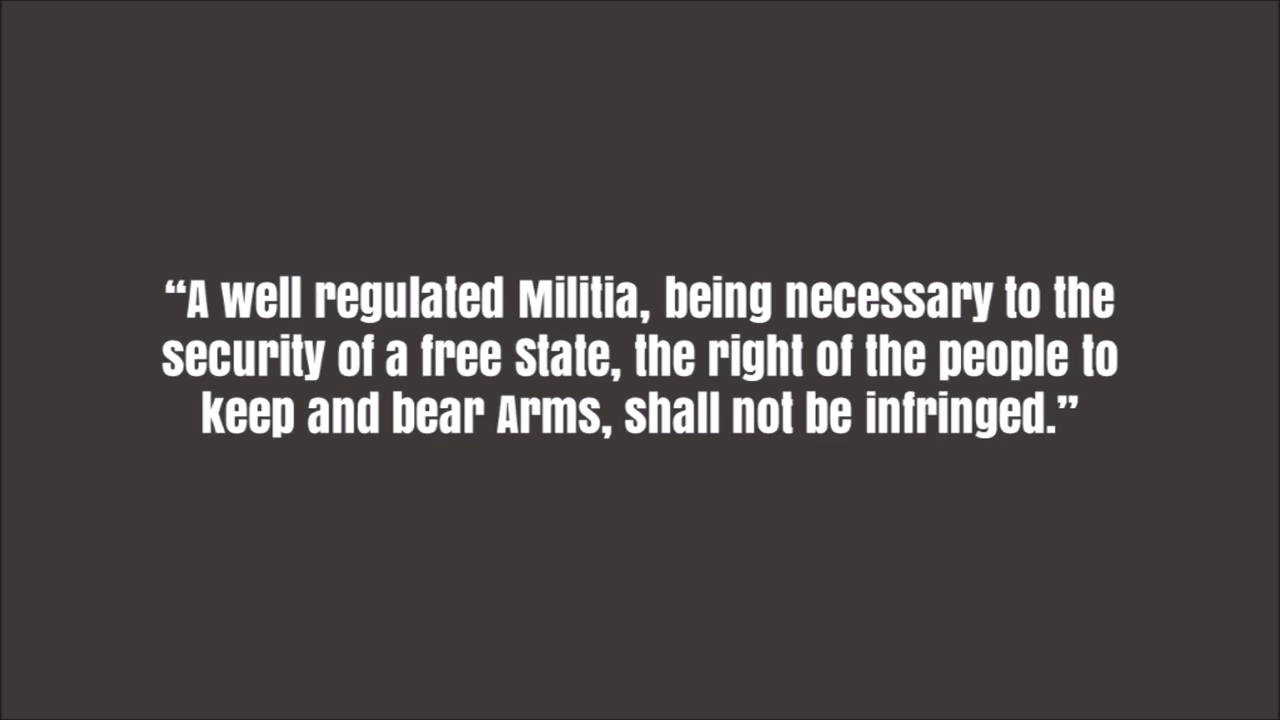 “A well regulated Militia, being necessary to the
security of a free State, the right of the people to
keep and bear Arms, shall not be infringed.”